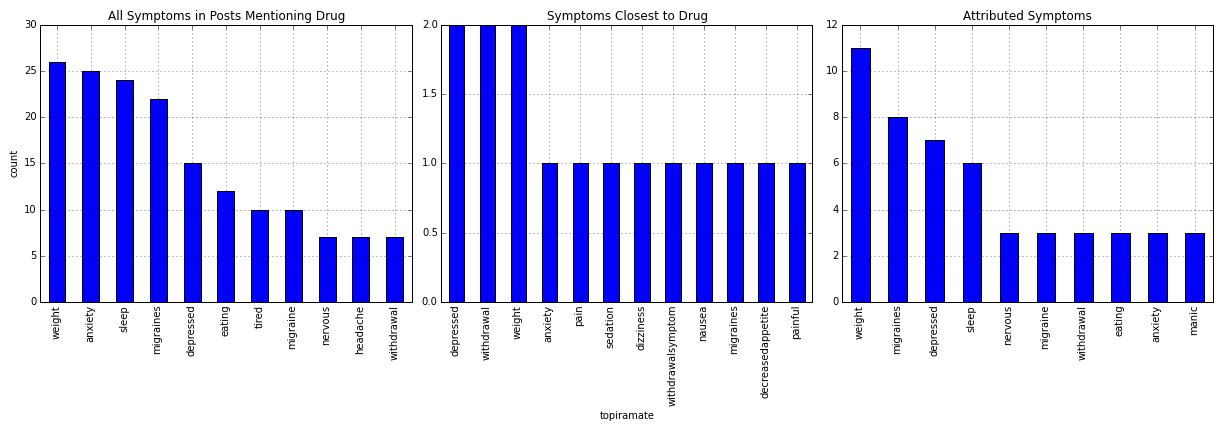 All Symptoms in Posts Mentioning Drug
30
25
20
15
10
5
0
count
weight
anxiety
sleep
migraines
depressed
eating
tired
migraine
nervous
headache
withdrawal
Symptoms Closest to Drug
2.0
1.5
1.0
0.5
0.0
depressed
withdrawal
weight
anxiety
pain
sedation
dizziness
withdrawalsymptom
nausea
migraines
decreasedappetite
painful
topiramate
Attributed Symptoms
12
10
8
6
4
2
0
weight
migraines
depressed
sleep
nervous
migraine
withdrawal
eating
anxiety
manic